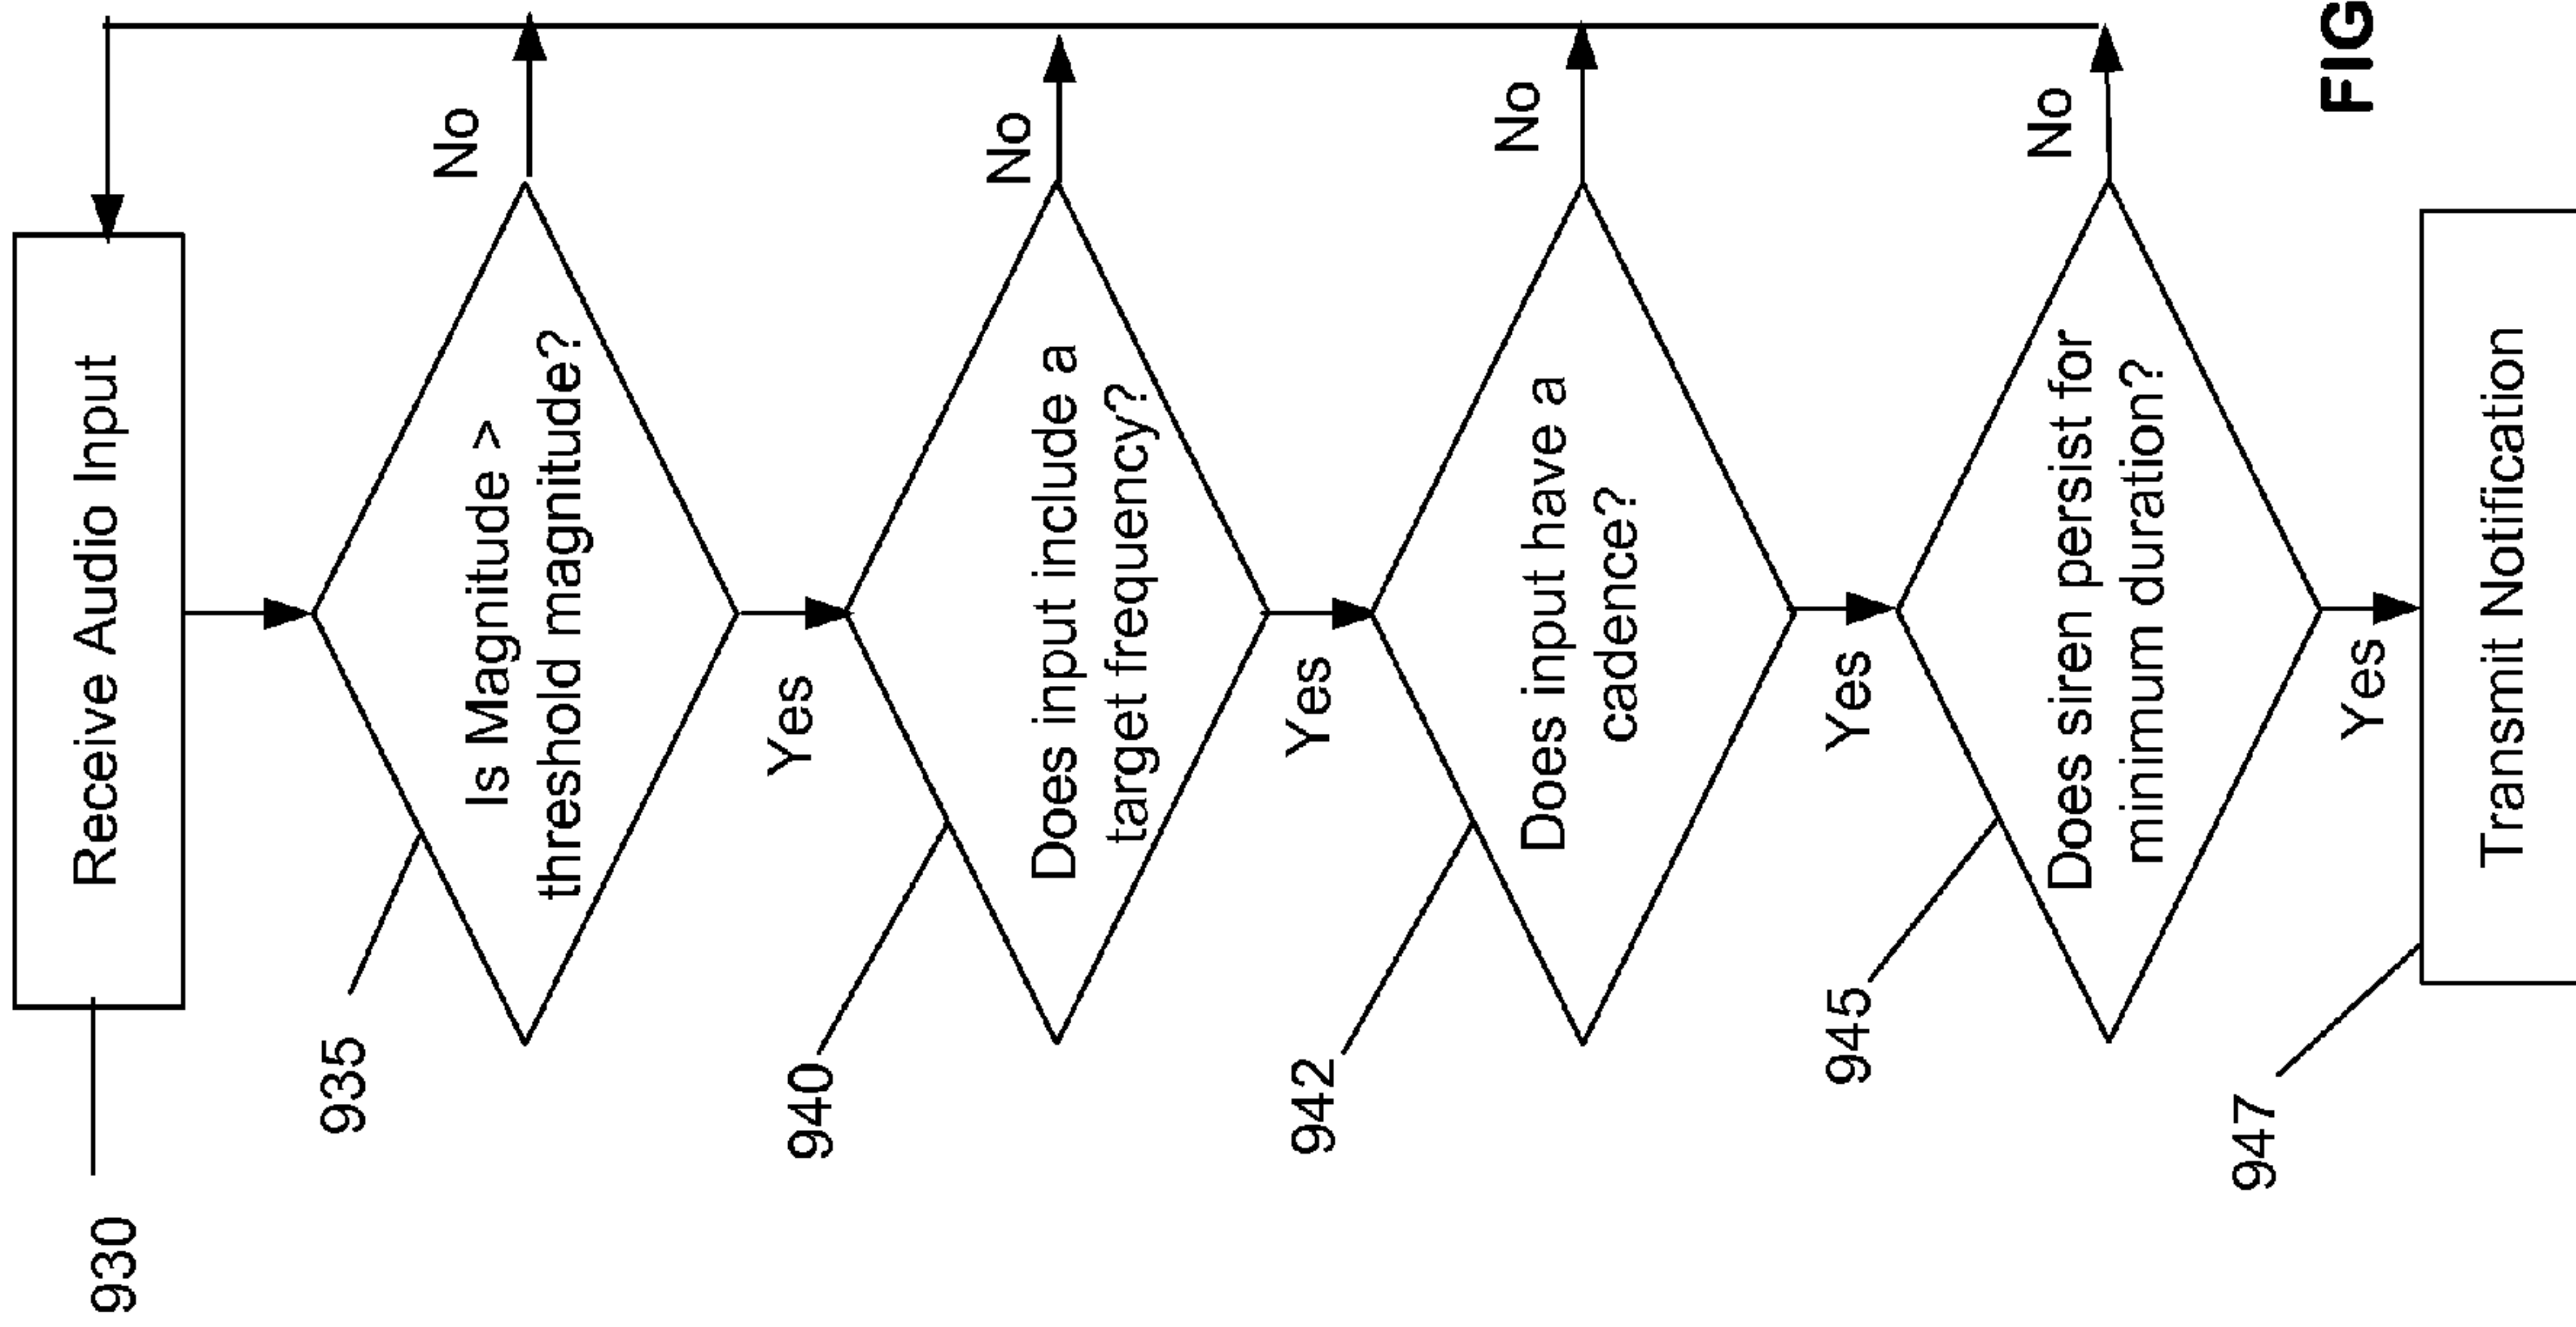 930
Receive Audio Input
935
Is Magnitude >
threshold magnitude?
No
Yes
940
Does input include a
target frequency?
No
Yes
942
Does input have a
cadence?
No
Yes
945
Does siren persist for
minimum duration?
No
Yes
947
Transmit Notification
FIG